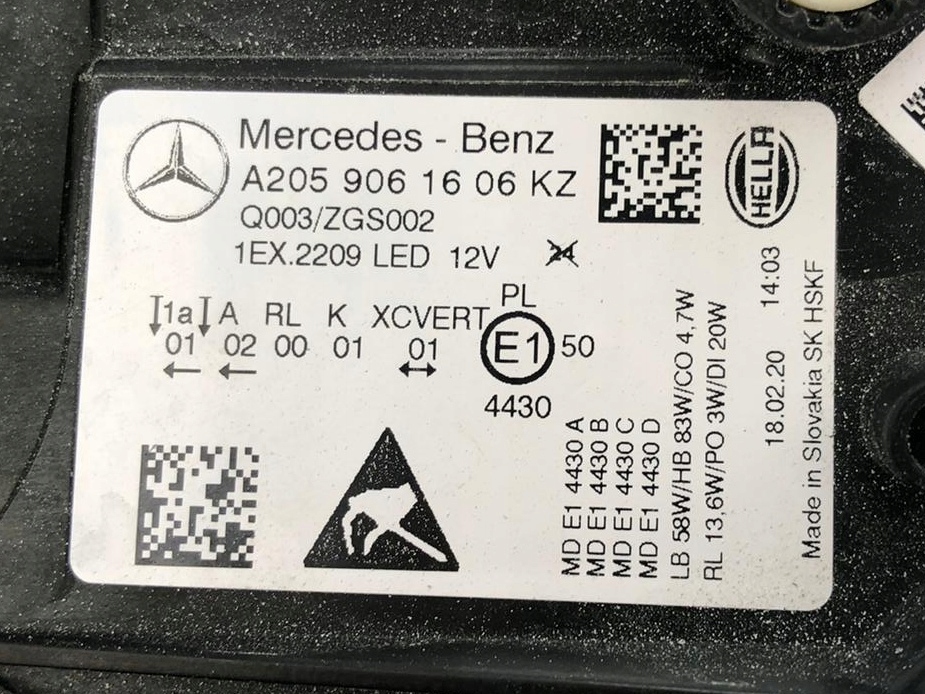 Mercedes - Benz
A205 906 16 06 KZ
Q003/ZGS002
1EX.2209 LED 12V 24
HELLA
1a A RL K XCVERT PL
01 02 00 01 01 E1 50
4430
MD E1 4430 A
MD E1 4430 B
MD E1 4430 C
MD E1 4430 D
LB 58W/HB 83W/CO 4,7W
RL 13,6W/PO 3W/DI 20W
18.02.20 14:03
Made in Slovakia SK HSKF